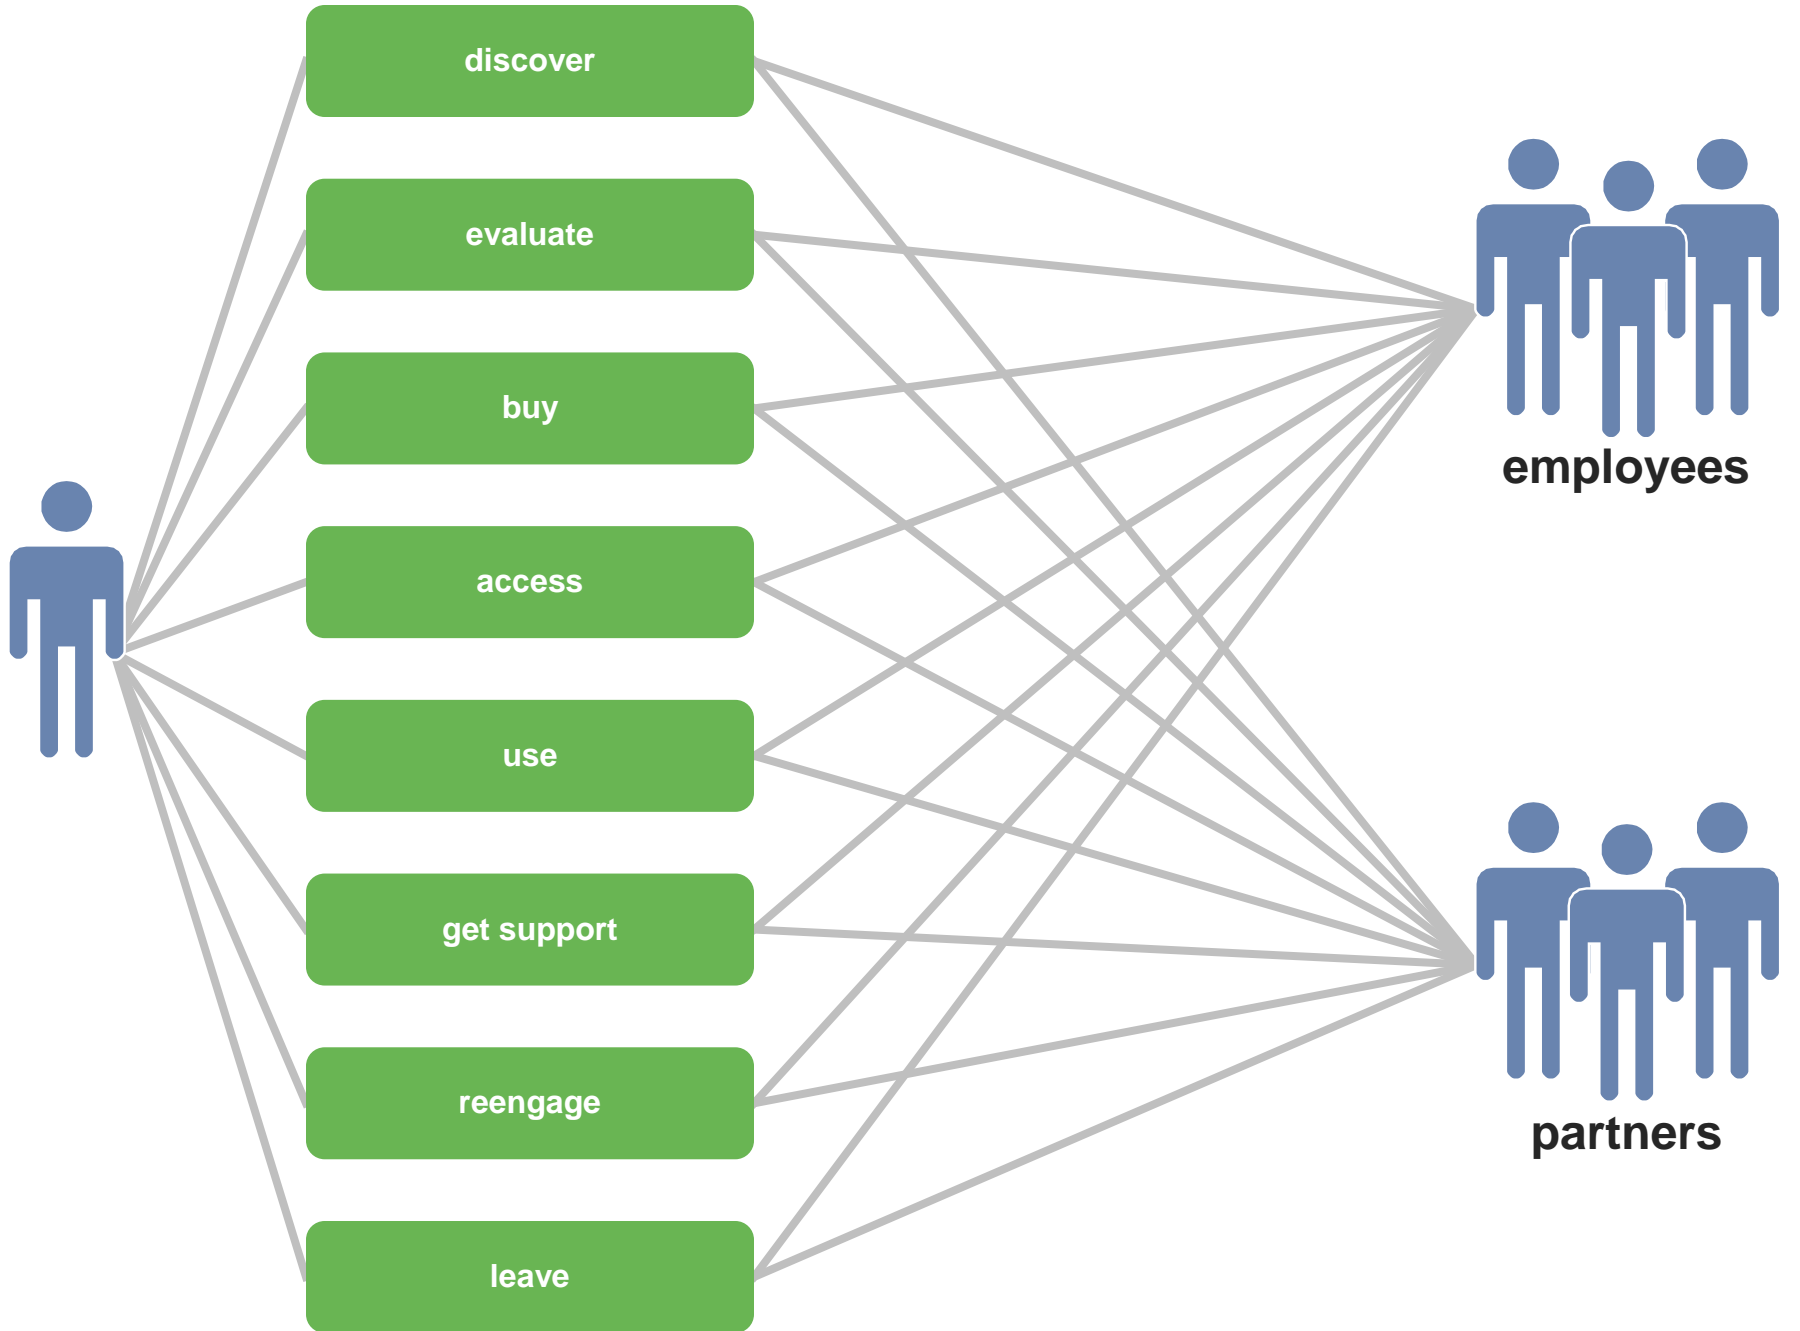 discover
evaluate
buy
access
use
get support
reengage
leave
employees
partners